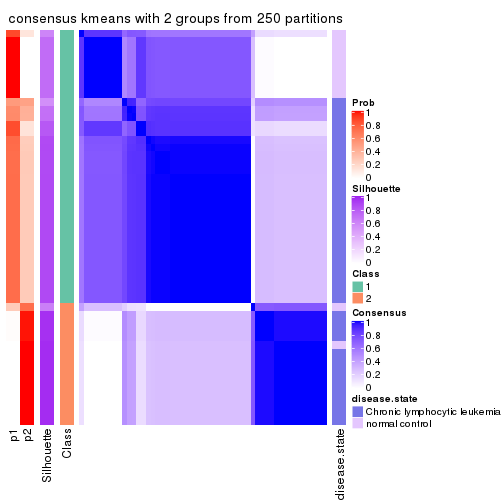 consensus kmeans with 2 groups from 250 partitions
Prob
1
0.8
0.6
0.4
0.2
0
Silhouette
1
0.8
0.6
0.4
0.2
0
Class
1
2
Consensus
1
0.8
0.6
0.4
0.2
0
disease.state
Chronic lymphocytic leukemia
normal control
p1
p2
Silhouette
Class
disease.state